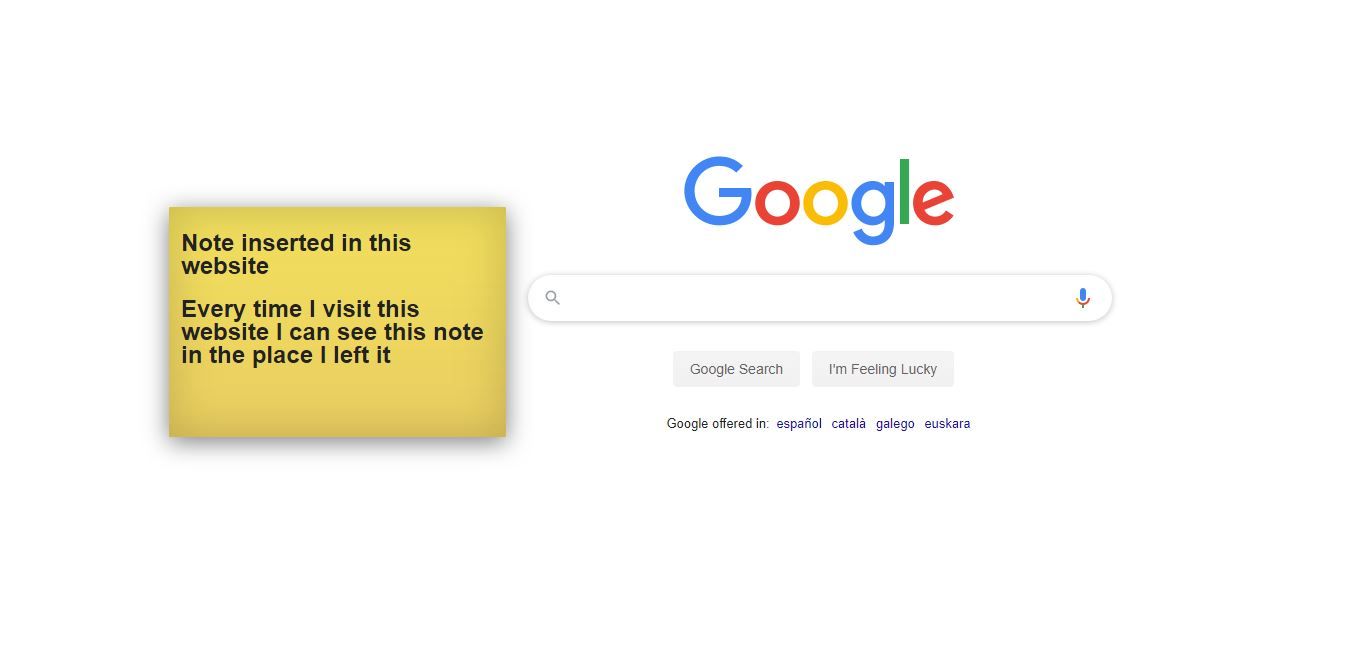 Google
Note inserted in this
website
Every time I visit this
website I can see this note
in the place I left it
Google Search I'm Feeling Lucky
Google offered in: español català galego euskara